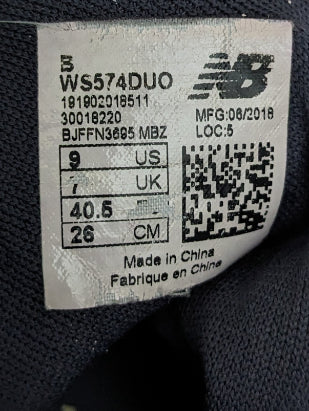 B
WS574DUO
191902018511
30018220
BJFFN3695 MBZ
NB
MFG:06/2018
LOC:5
9 US
7 UK
40.5
26 CM
Made in China
Fabrique en Chine